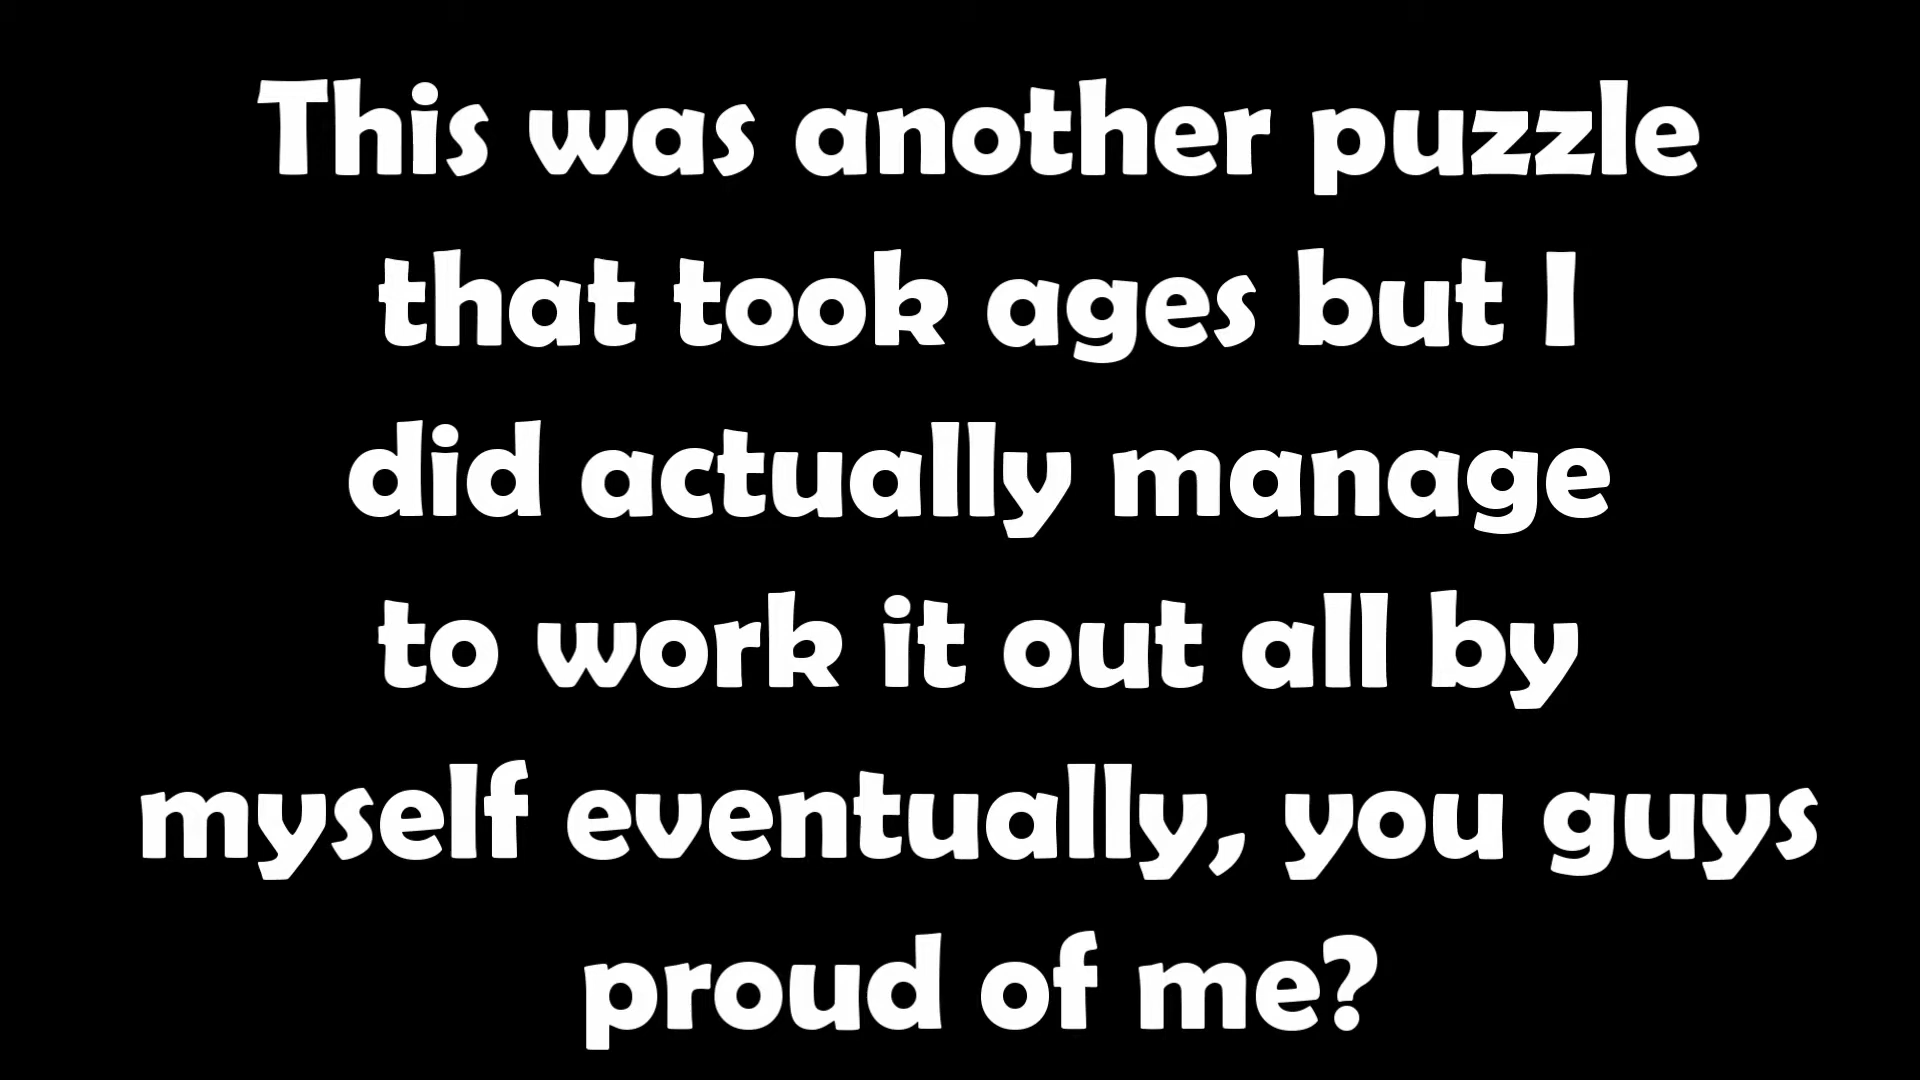 This was another puzzle
that took ages but I
did actually manage
to work it out all by
myself eventually, you guys
proud of me?